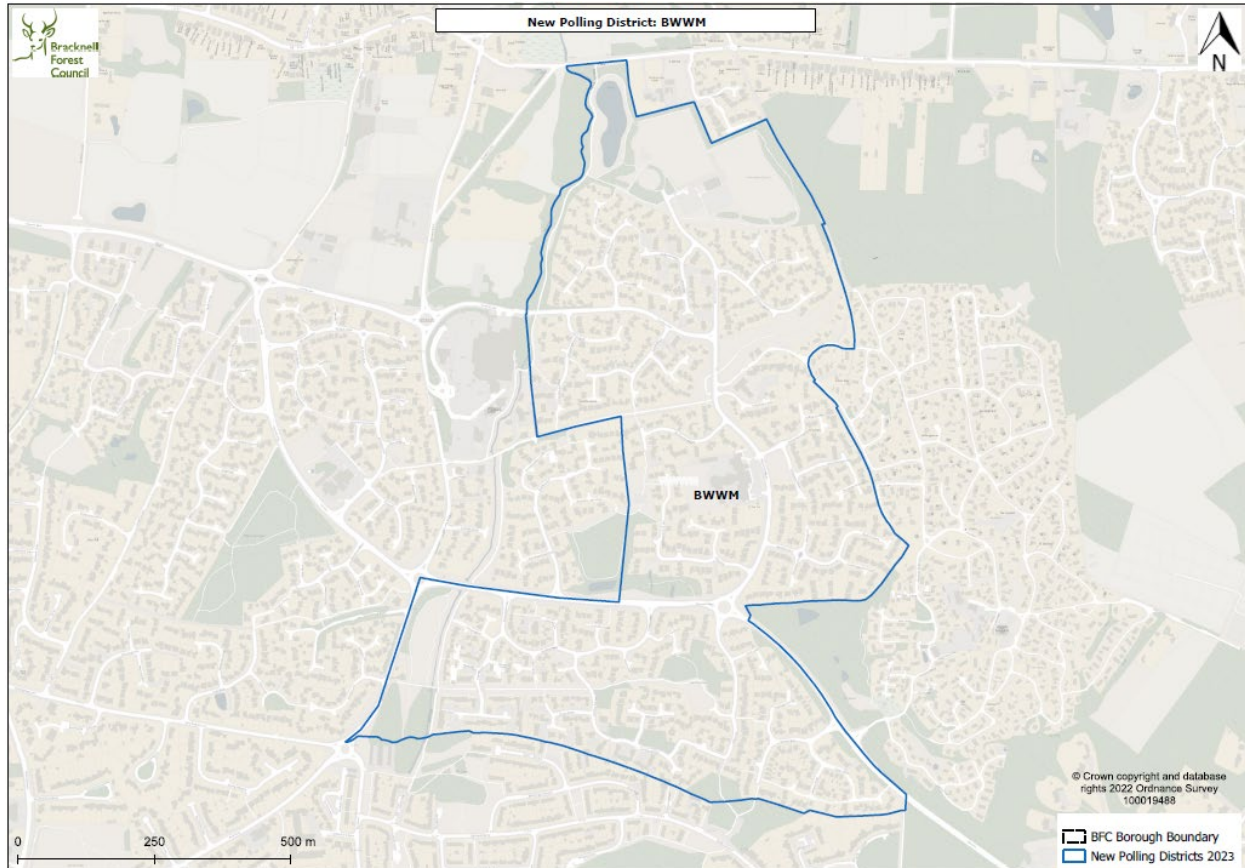 New Polling District: BWWM
Bracknell
Forest
Council
N
BWWM
© Crown copyright and database
rights 2022 Ordnance Survey
100019488
0 250 500 m
BFC Borough Boundary
New Polling Districts 2023